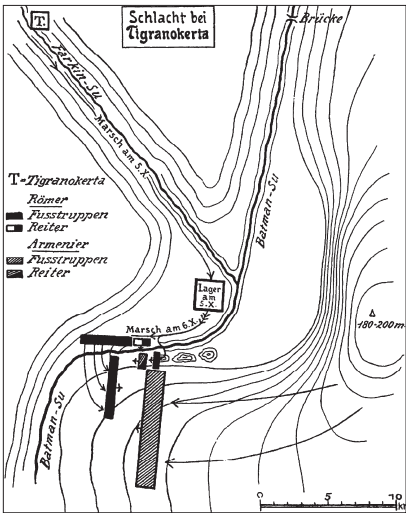 Schlacht bei
Tigranokerta
T.
Brücke
Farkin-Su
Marsch am 5.X.
Batman-Su
T=Tigranokerta
Römer
Fusstruppen
Reiter
Armenier
Fusstruppen
Reiter
Lager
am
5.X.
180-200m
Marsch am 6.X.
Batman-Su
0 5 10
km